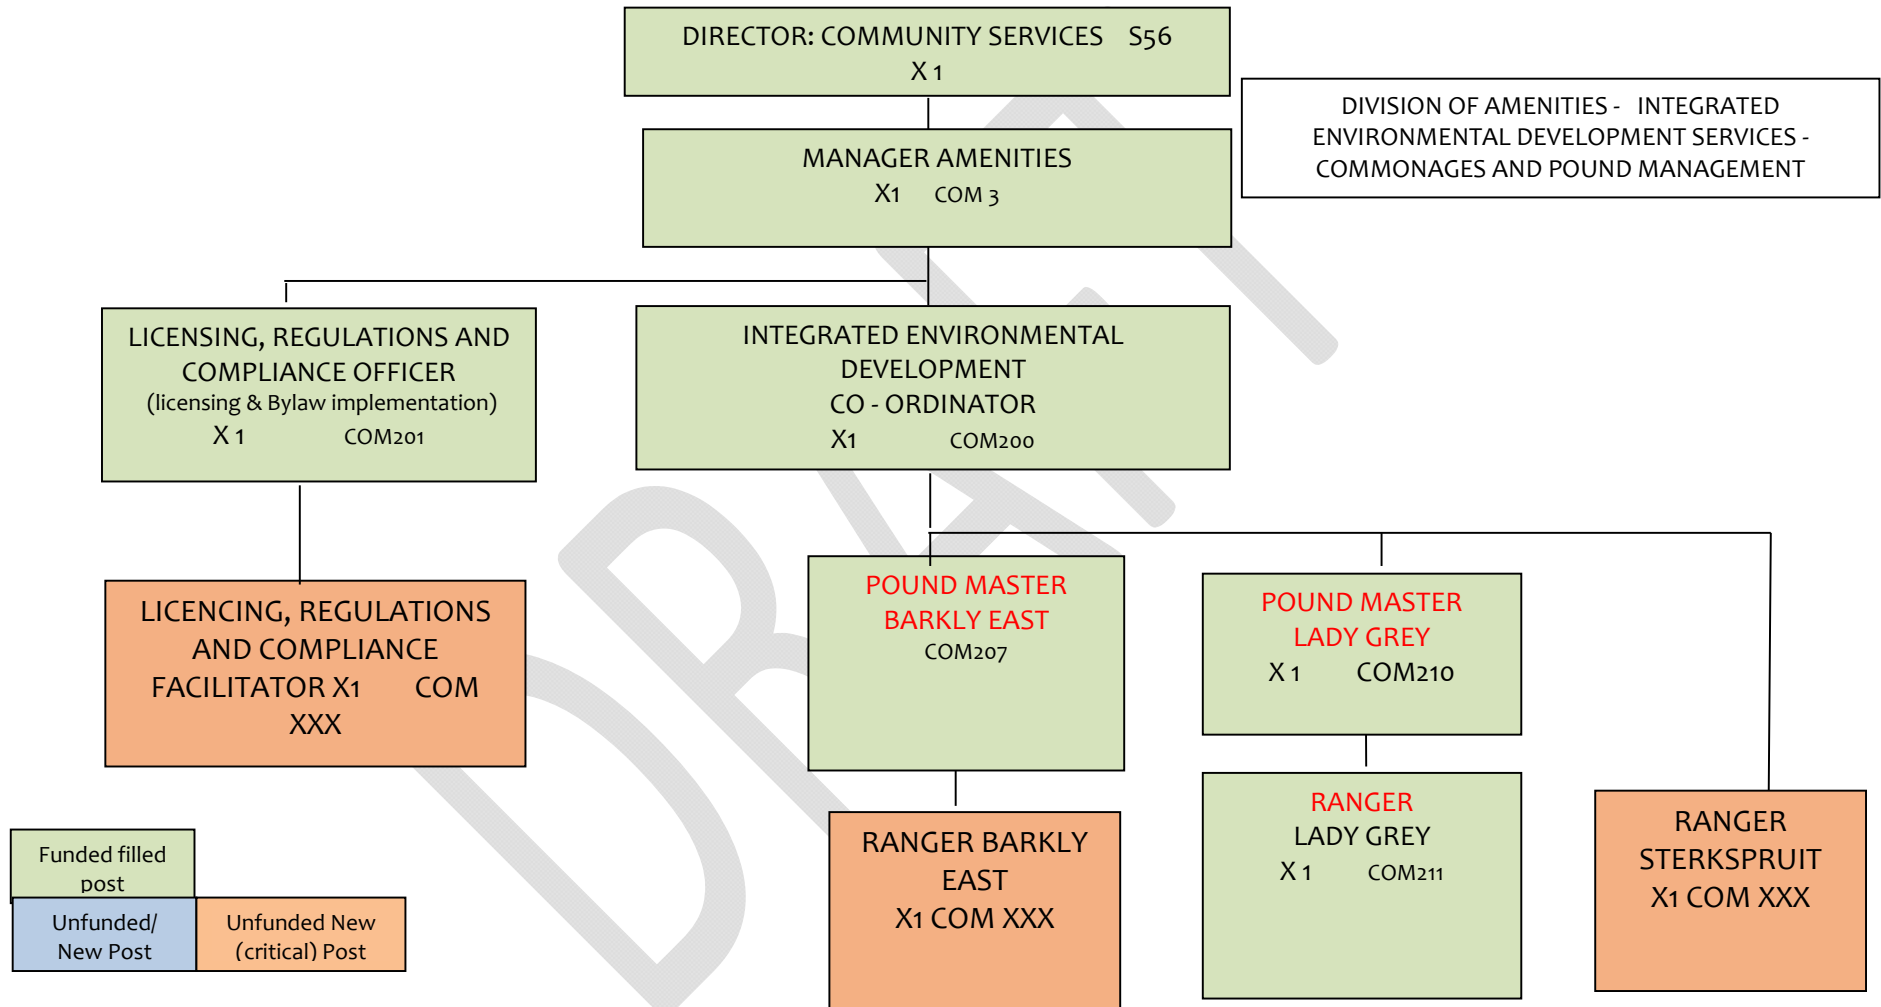 DIRECTOR: COMMUNITY SERVICES S56
X 1
DIVISION OF AMENITIES - INTEGRATED
ENVIRONMENTAL DEVELOPMENT SERVICES -
COMMONAGES AND POUND MANAGEMENT
MANAGER AMENITIES
X1 COM 3
LICENSING, REGULATIONS AND
COMPLIANCE OFFICER
(licensing & Bylaw implementation)
X 1 COM201
INTEGRATED ENVIRONMENTAL
DEVELOPMENT
CO - ORDINATOR
X1 COM200
LICENCING, REGULATIONS
AND COMPLIANCE
FACILITATOR X1 COM
XXX
POUND MASTER
BARKLY EAST
COM207
POUND MASTER
LADY GREY
X 1 COM210
RANGER BARKLY
EAST
X1 COM XXX
RANGER
LADY GREY
X 1 COM211
RANGER
STERKSPRUIT
X1 COM XXX
Funded filled
post
Unfunded/
New Post
Unfunded New
(critical) Post
DRAFT